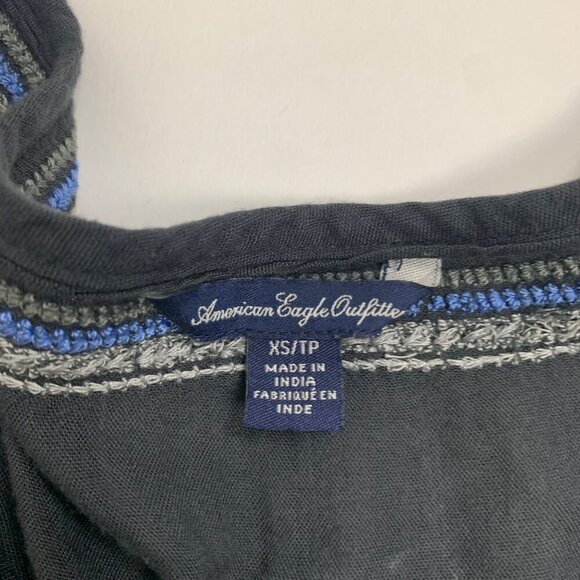 American Eagle Outfitte
XS/TP
MADE IN
INDIA
FABRIQUÉ EN
INDE